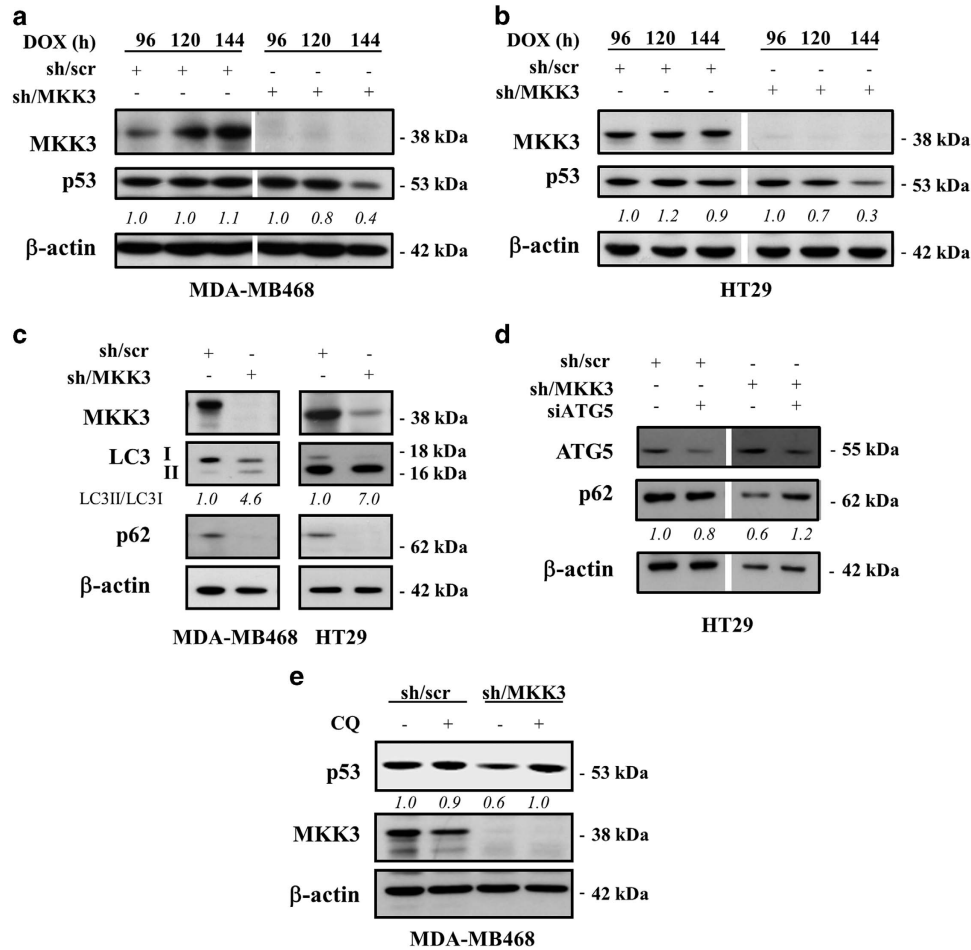 a
DOX (h) 96 120 144 96 120 144
sh/scr + + + - - -
sh/MKK3 - - - + + +
MKK3 - 38 kDa
p53 - 53 kDa
1.0 1.0 1.1 1.0 0.8 0.4
β-actin - 42 kDa
MDA-MB468
b
DOX (h) 96 120 144 96 120 144
sh/scr + + + - - -
sh/MKK3 - - - + + +
MKK3 - 38 kDa
p53 - 53 kDa
1.0 1.2 0.9 1.0 0.7 0.3
β-actin - 42 kDa
HT29
c
sh/scr + - + -
sh/MKK3 - + - +
MKK3 - 38 kDa
LC3 I - 18 kDa
II - 16 kDa
LC3II/LC3I 1.0 4.6 1.0 7.0
p62 - 62 kDa
β-actin - 42 kDa
MDA-MB468 HT29
d
sh/scr + + - -
sh/MKK3 - - + +
siATG5 - + - +
ATG5 - 55 kDa
p62 - 62 kDa
1.0 0.8 0.6 1.2
β-actin - 42 kDa
HT29
e
sh/scr sh/MKK3
CQ - + - +
p53 - 53 kDa
1.0 0.9 0.6 1.0
MKK3 - 38 kDa
β-actin - 42 kDa
MDA-MB468